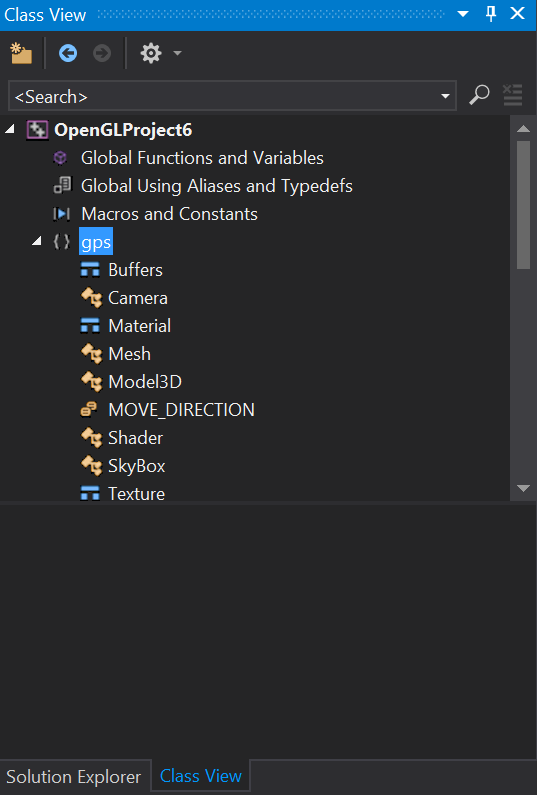 Class View
<Search>
OpenGLProject6
Global Functions and Variables
Global Using Aliases and Typedefs
Macros and Constants
gps
Buffers
Camera
Material
Mesh
Model3D
MOVE_DIRECTION
Shader
SkyBox
Texture
Solution Explorer Class View